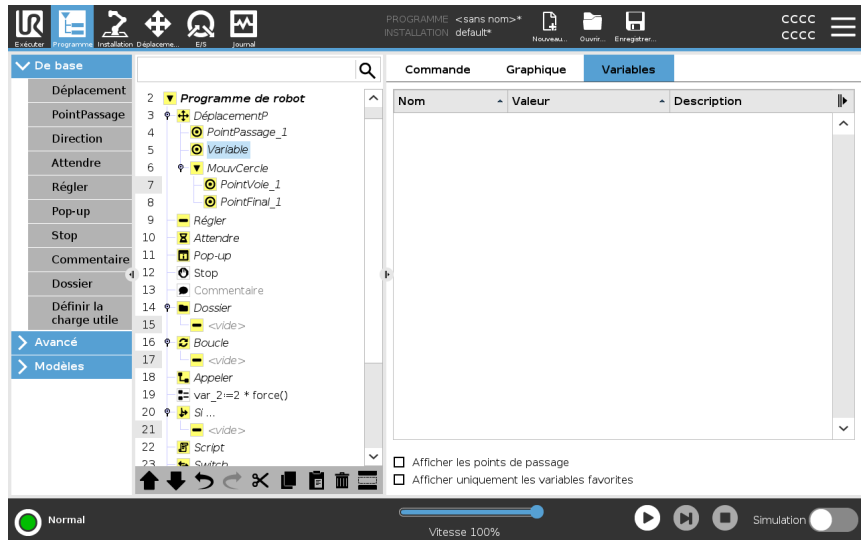 PROGRAMME <sans nom>*
INSTALLATION default*
UR
Exécuter
Programme
Installation
Déplaceme...
E/S
Journal
Nouveau...
Ouvrir...
Enregistrer...
CCCC
CCCC
De base
Déplacement
PointPassage
Direction
Attendre
Régler
Pop-up
Stop
Commentaire
Dossier
Définir la
charge utile
Avancé
Modèles
2 Programme de robot
3 DéplacementP
4 PointPassage_1
5 Variable
6 MouvCercle
7 PointVoie_1
8 PointFinal_1
9 Régler
10 Attendre
11 Pop-up
12 Stop
13 Commentaire
14 Dossier
15 <vide>
16 Boucle
17 <vide>
18 Appeler
19 var_2:=2 * force()
20 Si ...
21 <vide>
22 Script
23 Switch
Commande
Graphique
Variables
Nom
Valeur
Description
Afficher les points de passage
Afficher uniquement les variables favorites
Normal
Vitesse 100%
Simulation